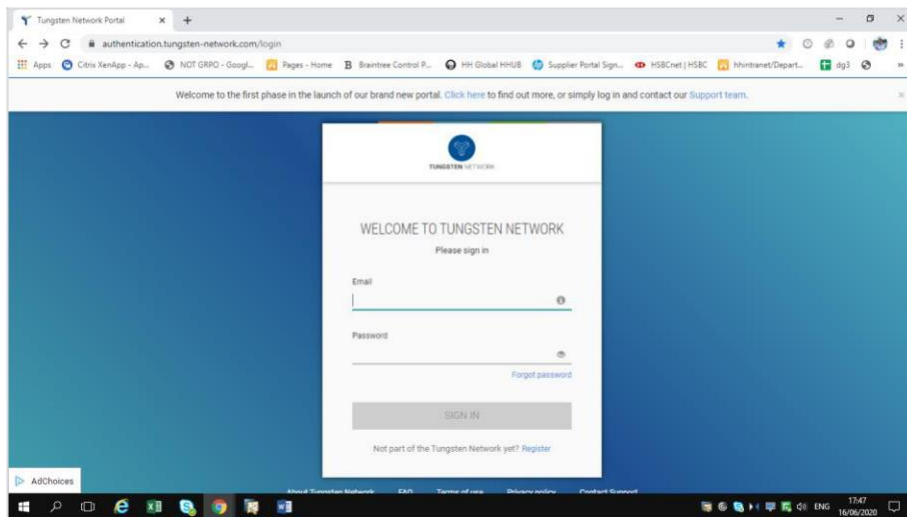 Tungsten Network Portal
authentication.tungsten-network.com/login
Apps Citrix XenApp - Ap... NOT GRPO - Googl... Pages - Home B Braintree Control P... HH Global HHUB Supplier Portal Sign... HSBCnet | HSBC hhintranet/Depart... dg3
Welcome to the first phase in the launch of our brand new portal. Click here to find out more, or simply log in and contact our Support team.
TUNGSTEN NETWORK
WELCOME TO TUNGSTEN NETWORK
Please sign in
Email
Password
Forgot password
SIGN IN
Not part of the Tungsten Network yet? Register
AdChoices
About Tungsten Network FAQ Terms of use Privacy policy Contact Support
ENG
17:47
16/06/2020